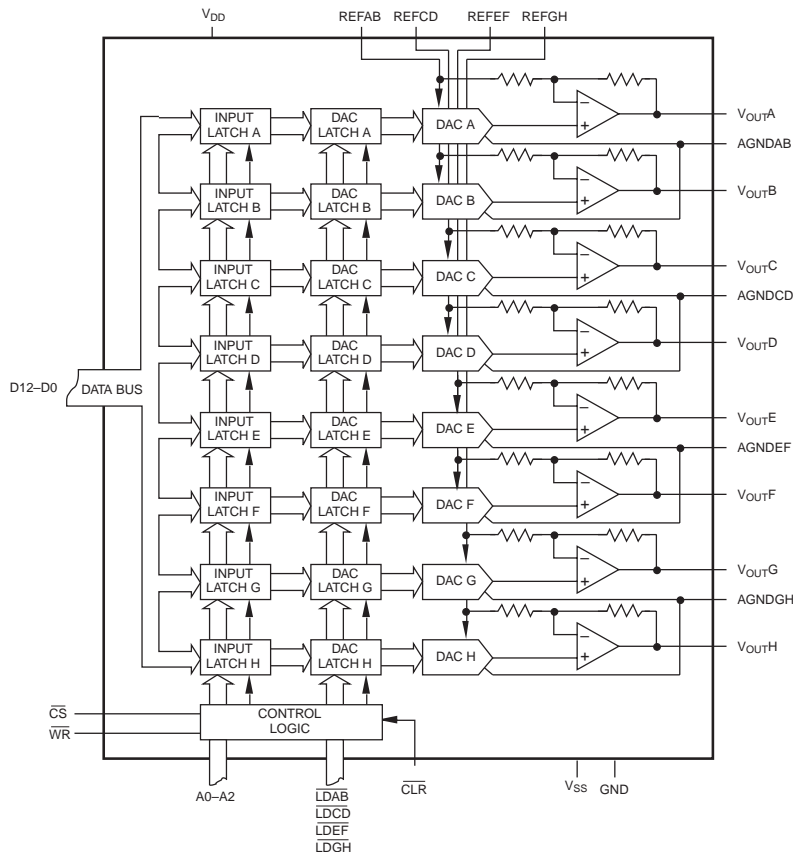 VDD
REFAB
REFCD
REFEF
REFGH
INPUT
LATCH A
DAC
LATCH A
DAC A
−
+
VOUTA
AGNDAB
INPUT
LATCH B
DAC
LATCH B
DAC B
−
+
VOUTB
INPUT
LATCH C
DAC
LATCH C
DAC C
−
+
VOUTC
AGNDCD
INPUT
LATCH D
DAC
LATCH D
DAC D
−
+
VOUTD
D12–D0
DATA BUS
INPUT
LATCH E
DAC
LATCH E
DAC E
−
+
VOUTE
AGNDEF
INPUT
LATCH F
DAC
LATCH F
DAC F
−
+
VOUTF
INPUT
LATCH G
DAC
LATCH G
DAC G
−
+
VOUTG
AGNDGH
INPUT
LATCH H
DAC
LATCH H
DAC H
−
+
VOUTH
CS
WR
CONTROL
LOGIC
A0–A2
LDAB
LDCD
LDEF
LDGH
CLR
VSS
GND